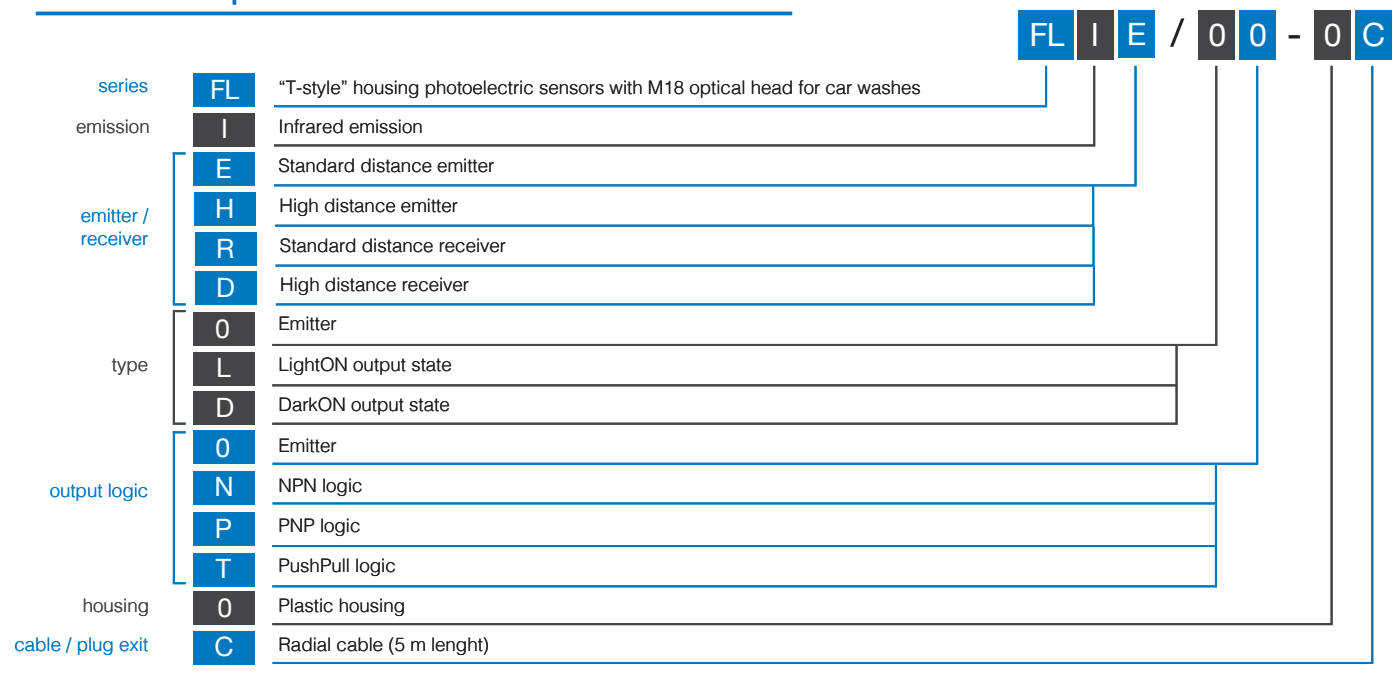 FL I E / 0 0 - 0 C
series FL “T-style” housing photoelectric sensors with M18 optical head for car washes
emission I Infrared emission
emitter / receiver
E Standard distance emitter
H High distance emitter
R Standard distance receiver
D High distance receiver
type
0 Emitter
L LightON output state
D DarkON output state
output logic
0 Emitter
N NPN logic
P PNP logic
T PushPull logic
housing 0 Plastic housing
cable / plug exit C Radial cable (5 m lenght)